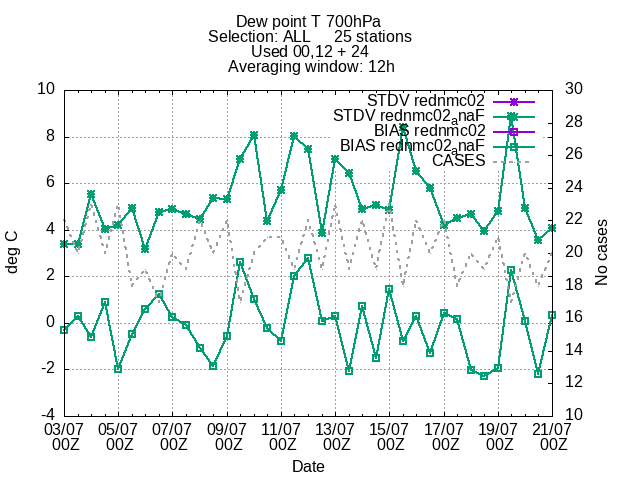 Dew point T 700hPa
Selection: ALL 25 stations
Used 00,12 + 24
Averaging window: 12h
STDV rednmc02
STDV rednmc02_anaF
BIAS rednmc02
BIAS rednmc02_anaF
CASES
10
8
6
4
2
0
-2
-4
deg C
30
28
26
24
22
20
18
16
14
12
10
No cases
03/07 05/07 07/07 09/07 11/07 13/07 15/07 17/07 19/07 21/07
00Z 00Z 00Z 00Z 00Z 00Z 00Z 00Z 00Z 00Z
Date